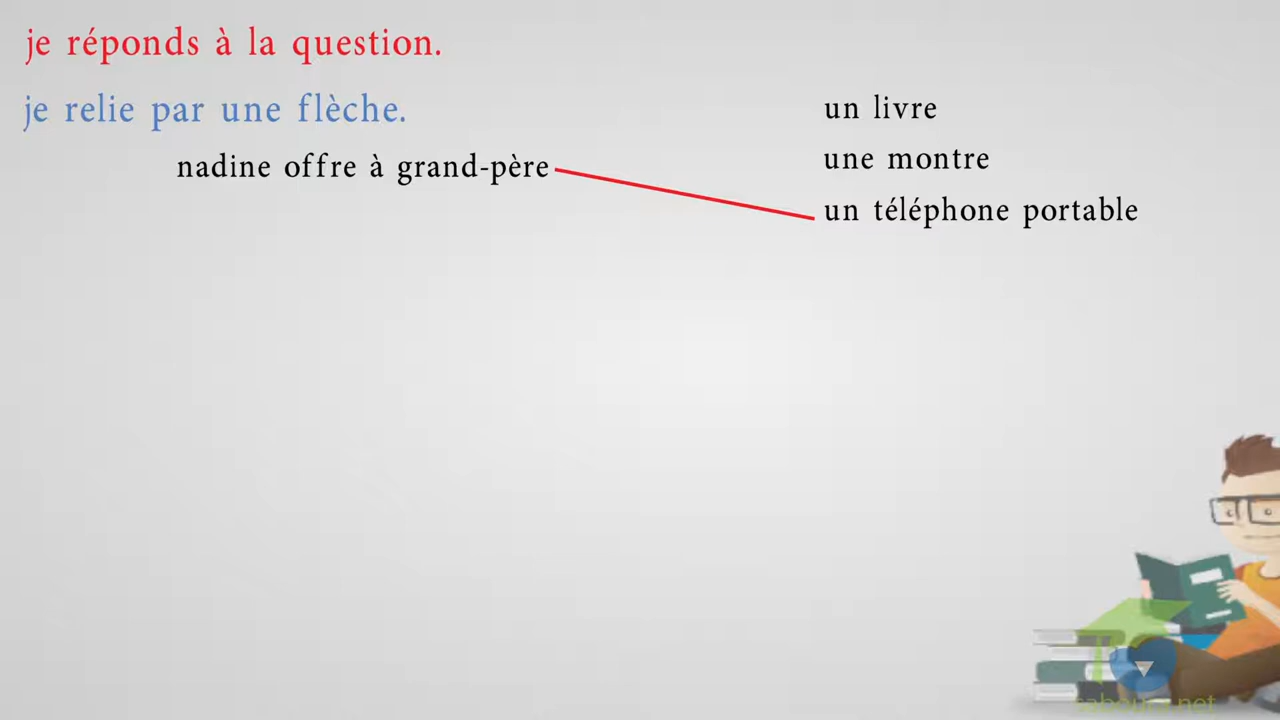 je réponds à la question.
je relie par une flèche.
nadine offre à grand-père
un livre
une montre
un téléphone portable